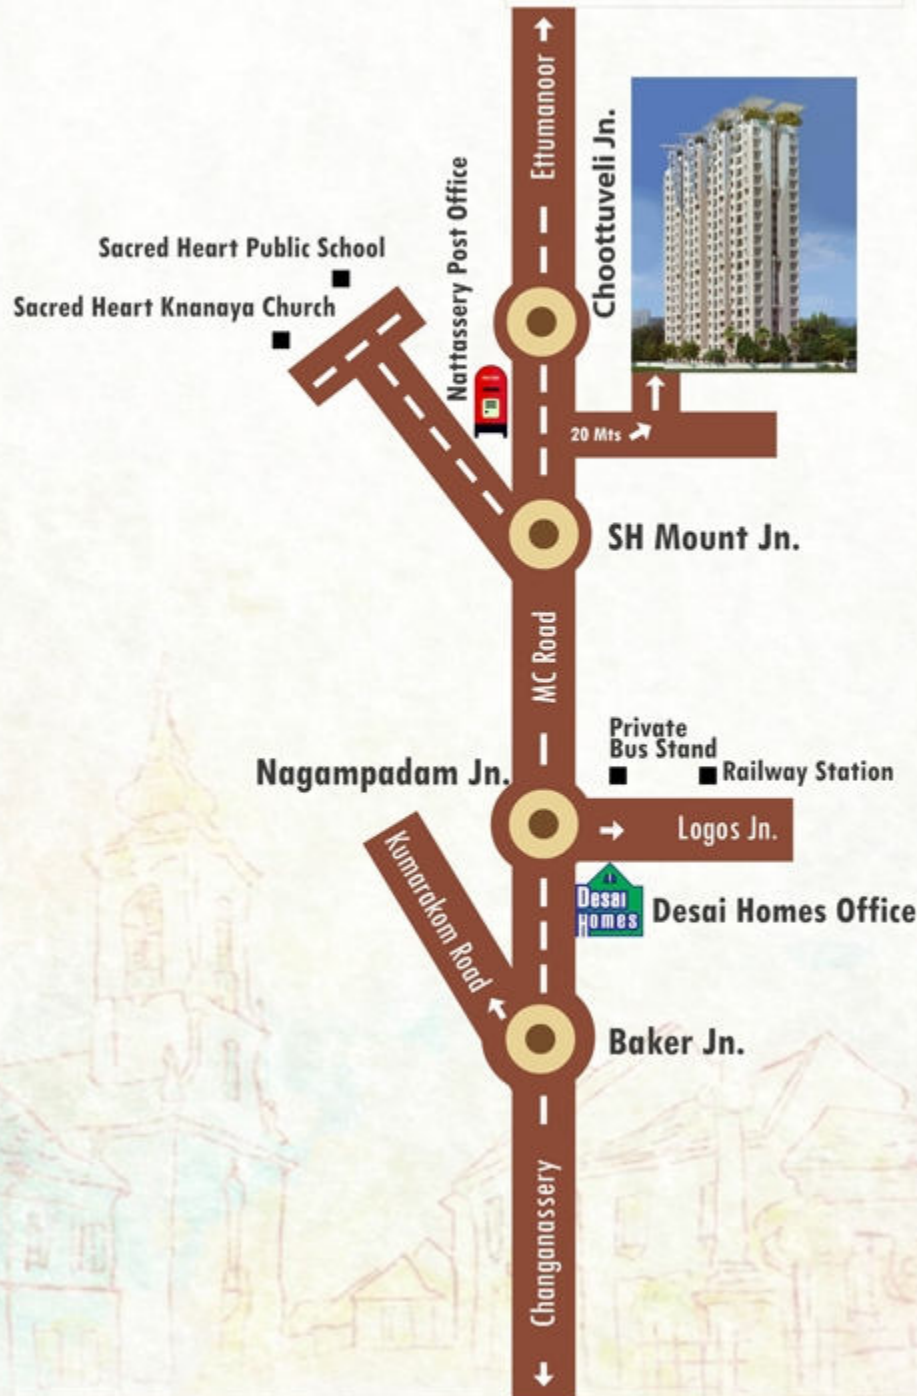 Ettumanoor
Choottuveli Jn.
Nattassery Post Office
Sacred Heart Public School
Sacred Heart Knanaya Church
20 Mts
SH Mount Jn.
MC Road
Private
Bus Stand
Railway Station
Nagampadam Jn.
Logos Jn.
Kumarakom Road
Desai
Homes
Desai Homes Office
Baker Jn.
Changanassery